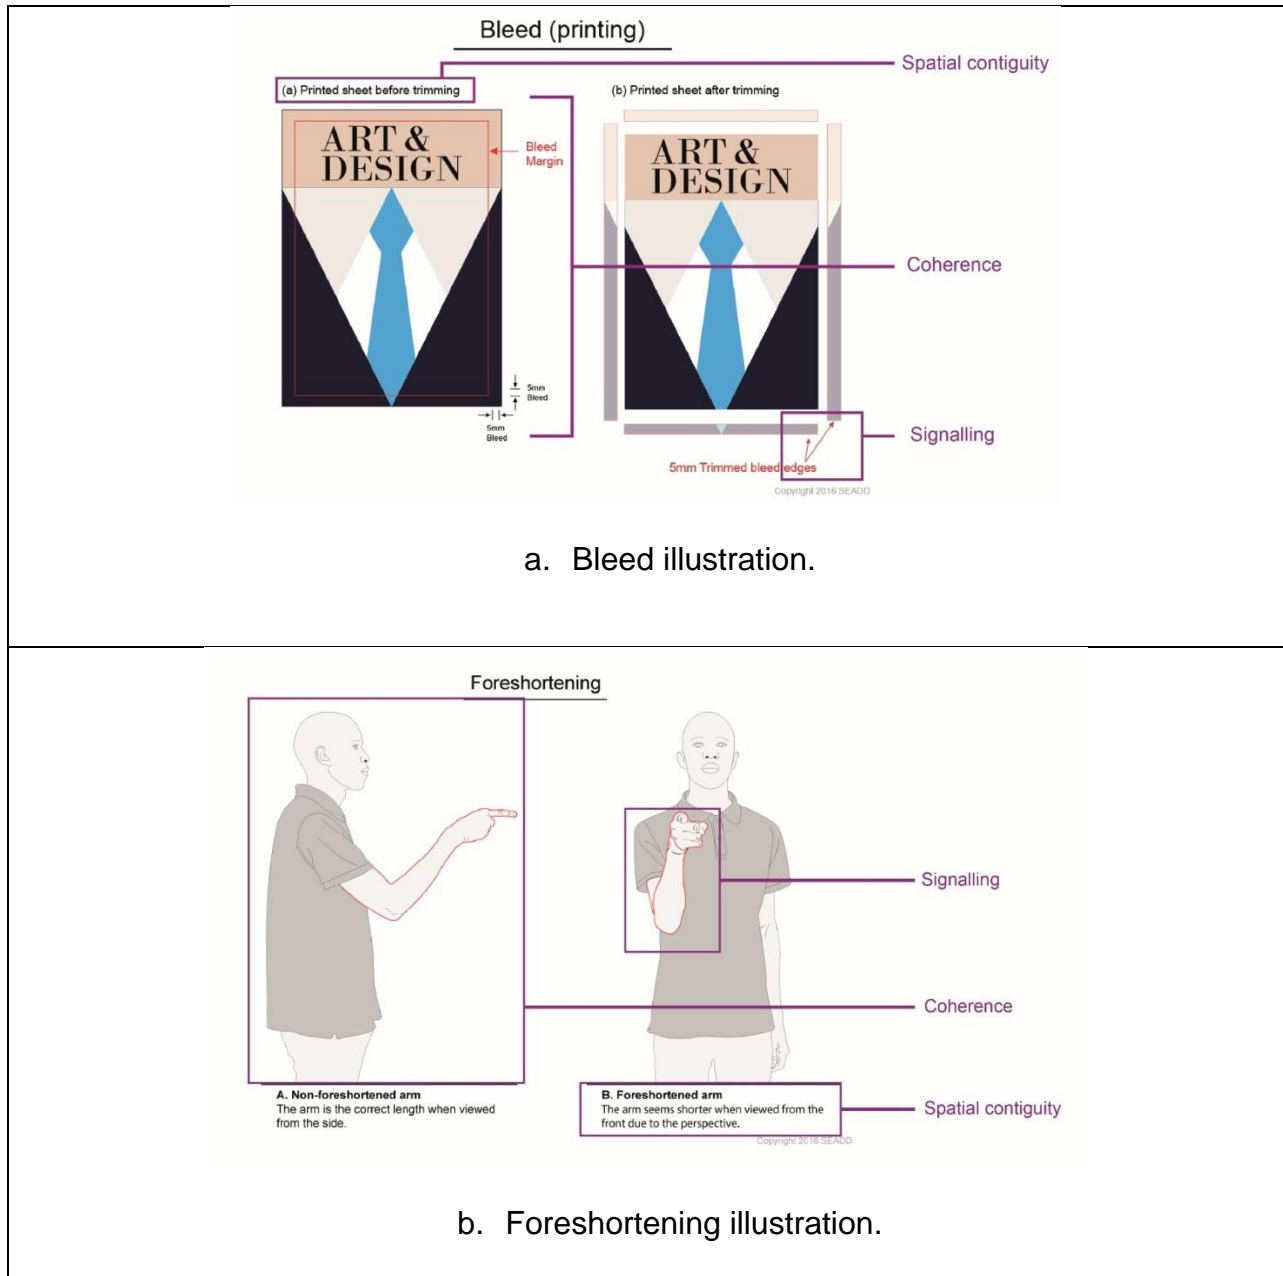 Bleed (printing)
Spatial contiguity
(a) Printed sheet before trimming
(b) Printed sheet after trimming
ART &
DESIGN
Bleed
Margin
ART &
DESIGN
Coherence
5mm
Bleed
5mm
Bleed
Signalling
5mm Trimmed bleed edges
Copyright 2016 SEADD
a. Bleed illustration.
Foreshortening
Signalling
Coherence
A. Non-foreshortened arm
The arm is the correct length when viewed
from the side.
B. Foreshortened arm
The arm seems shorter when viewed from the
front due to the perspective.
Spatial contiguity
Copyright 2016 SEADD
b. Foreshortening illustration.